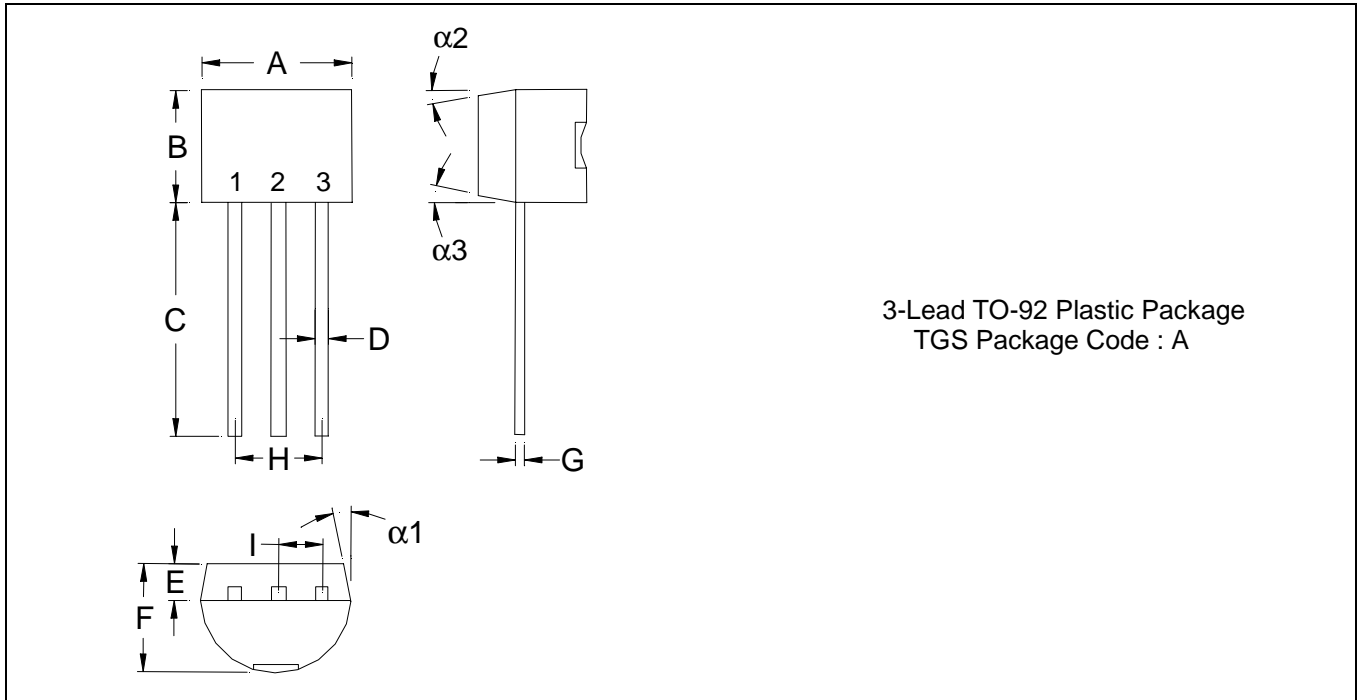 α2
A
B
1 2 3
α3
C
D
3-Lead TO-92 Plastic Package
TGS Package Code : A
H
G
α1
I
E
F